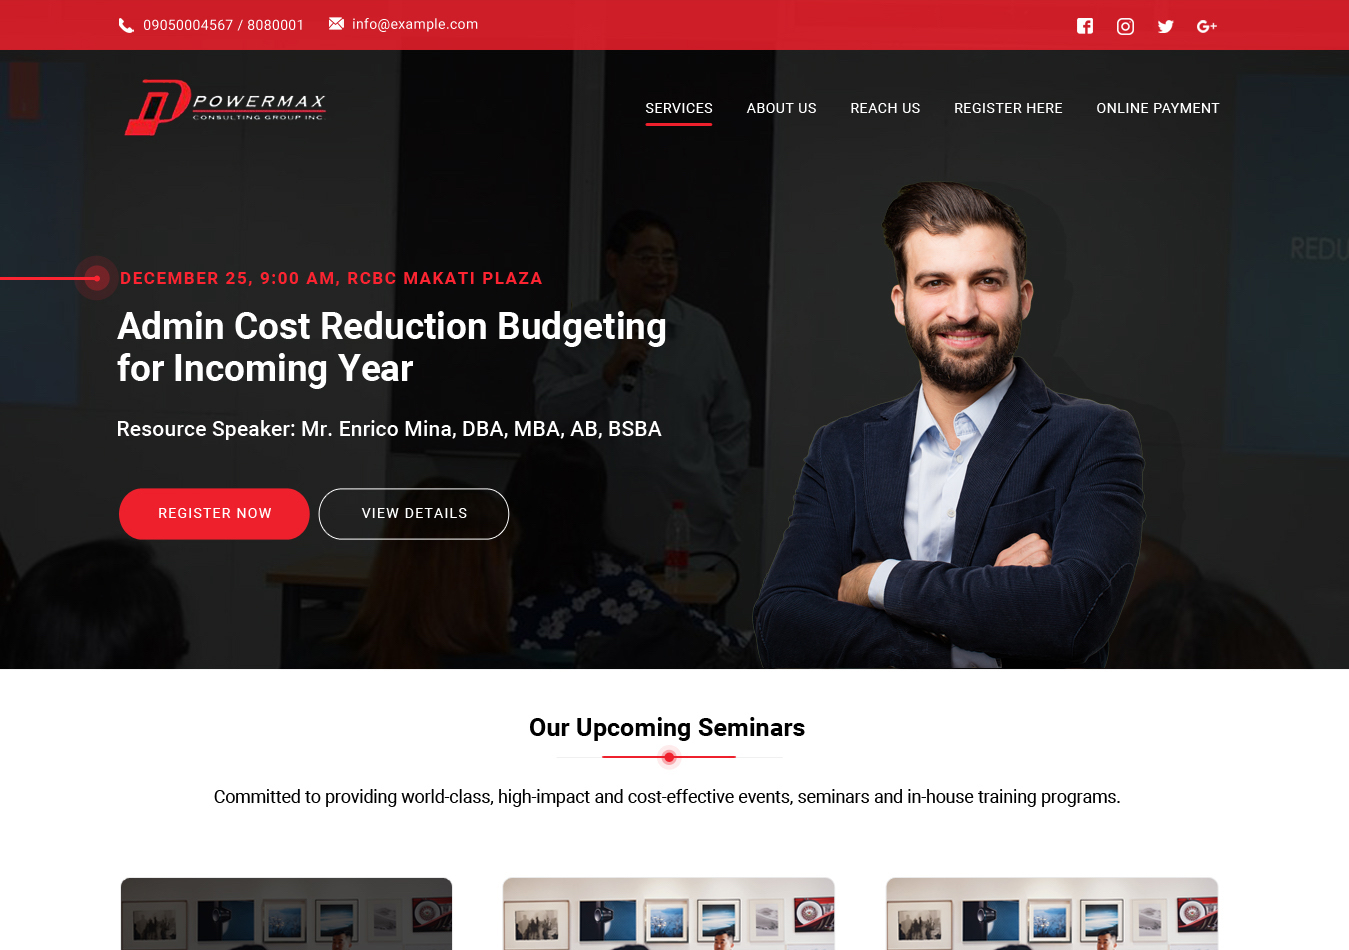 09050004567 / 8080001 info@example.com
G+
POWERMAX
CONSULTING GROUP INC.
SERVICES ABOUT US REACH US REGISTER HERE ONLINE PAYMENT
REDU
DECEMBER 25, 9:00 AM, RCBC MAKATI PLAZA
Admin Cost Reduction Budgeting
for Incoming Year
Resource Speaker: Mr. Enrico Mina, DBA, MBA, AB, BSBA
REGISTER NOW VIEW DETAILS
Our Upcoming Seminars
Committed to providing world-class, high-impact and cost-effective events, seminars and in-house training programs.